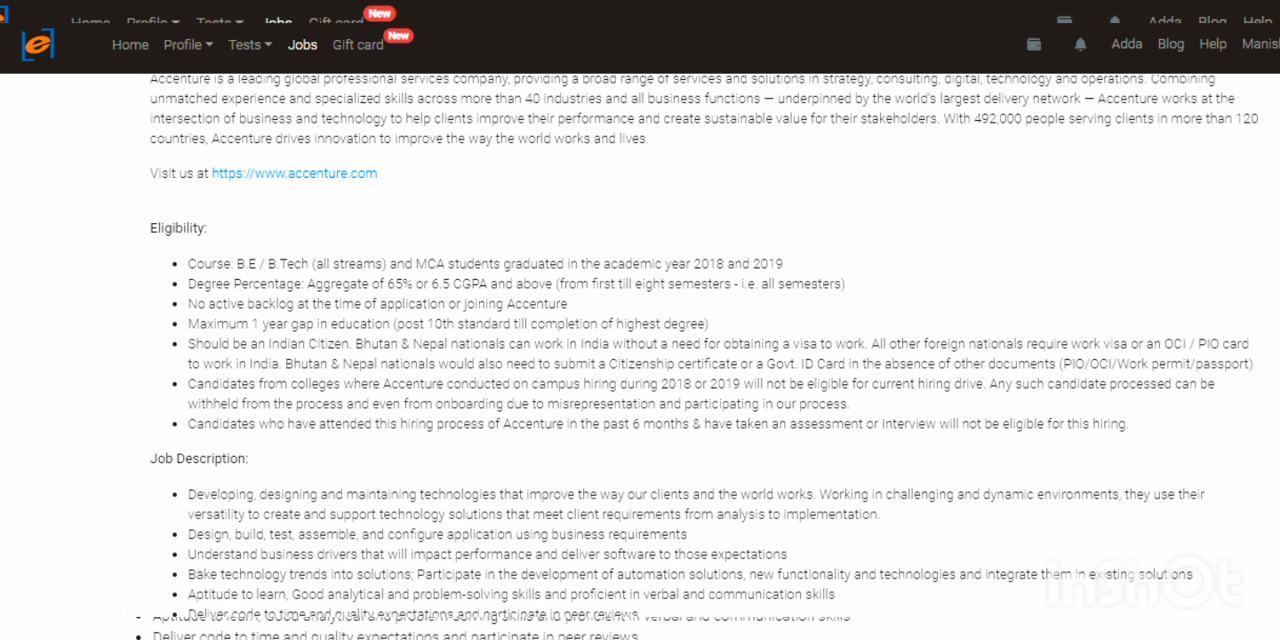 Home Profile Tests Jobs Gift card New Adda Blog Help
Home Profile Tests Jobs Gift card New Adda Blog Help Manish
Accenture is a leading global professional services company, providing a broad range of services and solutions in strategy, consulting, digital, technology and operations. Combining
unmatched experience and specialized skills across more than 40 industries and all business functions — underpinned by the world's largest delivery network — Accenture works at the
intersection of business and technology to help clients improve their performance and create sustainable value for their stakeholders. With 492,000 people serving clients in more than 120
countries, Accenture drives innovation to improve the way the world works and lives.
Visit us at https://www.accenture.com
Eligibility:
• Course: B.E / B.Tech (all streams) and MCA students graduated in the academic year 2018 and 2019
• Degree Percentage: Aggregate of 65% or 6.5 CGPA and above (from first till eight semesters - i.e. all semesters)
• No active backlog at the time of application or joining Accenture
• Maximum 1 year gap in education (post 10th standard till completion of highest degree)
• Should be an Indian Citizen. Bhutan & Nepal nationals can work in India without a need for obtaining a visa to work. All other foreign nationals require work visa or an OCI / PIO card
to work in India. Bhutan & Nepal nationals would also need to submit a Citizenship certificate or a Govt. ID Card in the absence of other documents (PIO/OCI/Work permit/passport)
• Candidates from colleges where Accenture conducted on campus hiring during 2018 or 2019 will not be eligible for current hiring drive. Any such candidate processed can be
withheld from the process and even from onboarding due to misrepresentation and participating in our process.
• Candidates who have attended this hiring process of Accenture in the past 6 months & have taken an assessment or Interview will not be eligible for this hiring.
Job Description:
• Developing, designing and maintaining technologies that improve the way our clients and the world works. Working in challenging and dynamic environments, they use their
versatility to create and support technology solutions that meet client requirements from analysis to implementation.
• Design, build, test, assemble, and configure application using business requirements
• Understand business drivers that will impact performance and deliver software to those expectations
• Bake technology trends into solutions; Participate in the development of automation solutions, new functionality and technologies and integrate them in existing solutions
• Aptitude to learn, Good analytical and problem-solving skills and proficient in verbal and communication skills
• Deliver code to time and quality expectations and participate in peer reviews
• Deliver code to time and quality expectations and participate in peer reviews
InShOt